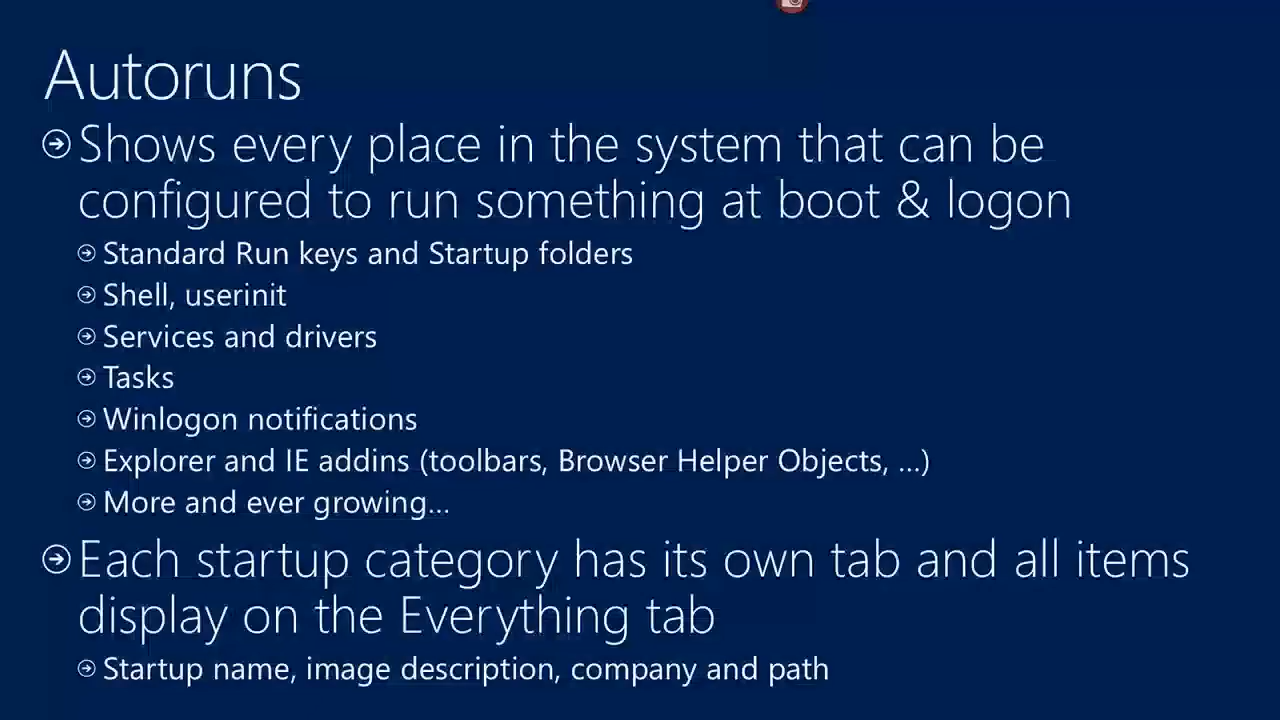 Autoruns
Shows every place in the system that can be
configured to run something at boot & logon
Standard Run keys and Startup folders
Shell, userinit
Services and drivers
Tasks
Winlogon notifications
Explorer and IE addins (toolbars, Browser Helper Objects, ...)
More and ever growing...
Each startup category has its own tab and all items
display on the Everything tab
Startup name, image description, company and path